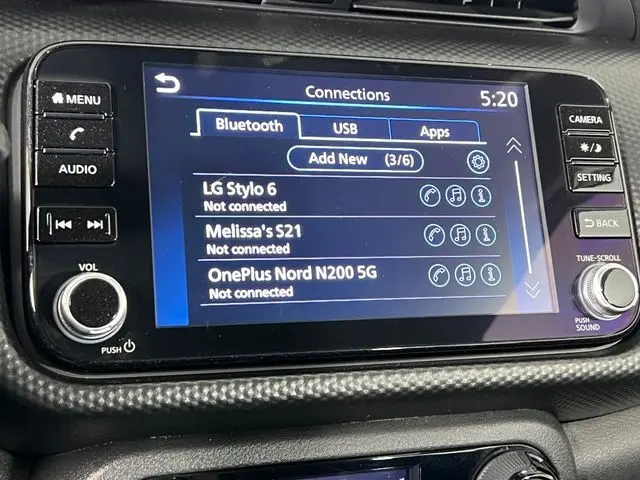 MENU
AUDIO
VOL
PUSH
Connections
5:20
Bluetooth
USB
Apps
Add New (3/6)
LG Stylo 6
Not connected
Melissa's S21
Not connected
OnePlus Nord N200 5G
Not connected
CAMERA
SETTING
BACK
TUNE·SCROLL
PUSH
SOUND